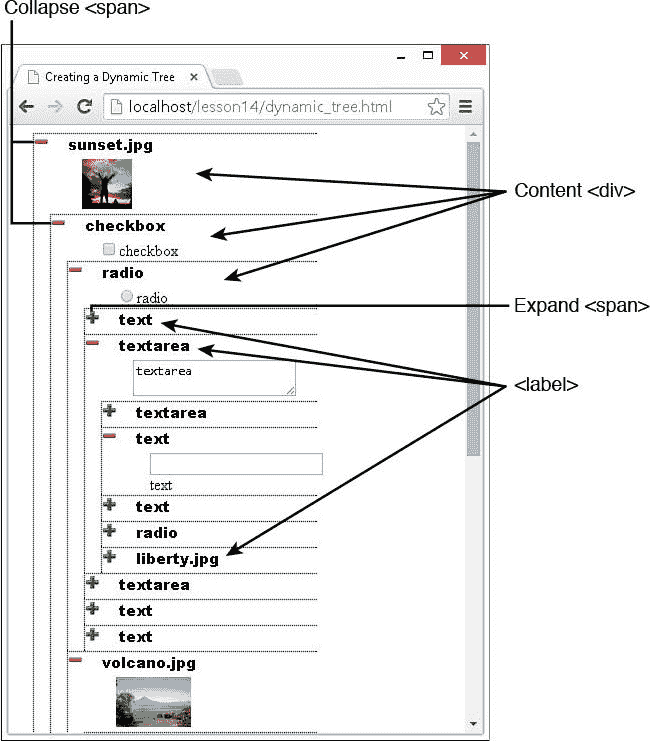 Collapse <span>
Creating a Dynamic Tree
localhost/lesson14/dynamic_tree.html
sunset.jpg
Content <div>
checkbox
checkbox
radio
radio
Expand <span>
text
textarea
textarea
<label>
textarea
text
text
text
radio
liberty.jpg
textarea
text
text
volcano.jpg